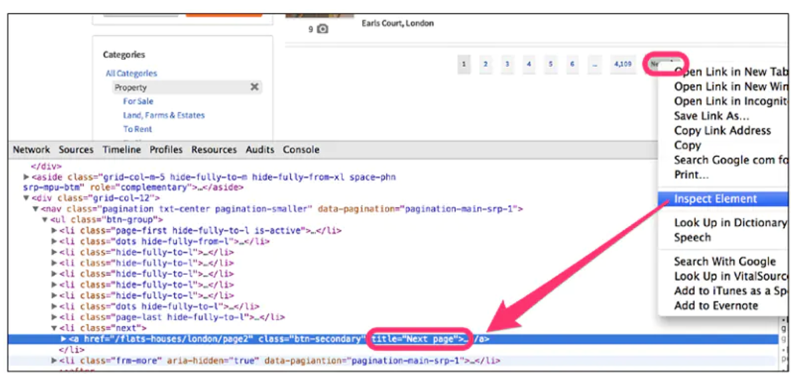 9
Earls Court, London
Categories
All Categories
Property
For Sale
Land, Farms & Estates
To Rent
1 2 3 4 5 6 ... 4,109
Open Link in New Tab
Open Link in New Win
Open Link in Incognit
Save Link As...
Copy Link Address
Copy
Search Google com fo
Print...
Inspect Element
Look Up in Dictionary
Speech
Search With Google
Look Up in VitalSourc
Add to iTunes as a Sp
Add to Evernote
Network Sources Timeline Profiles Resources Audits Console
</div>
▶<aside class="grid-col-m-5 hide-fully-to-m hide-fully-from-xl space-phn
srp-mpu-btm" role="complementary">…</aside>
▼<div class="grid-col-12">
▼<nav class="pagination txt-center pagination-smaller" data-pagination="pagination-main-srp-1">
▼<ul class="btn-group">
▶<li class="page-first hide-fully-to-l is-active">…</li>
▶<li class="dots hide-fully-from-l">…</li>
▶<li class="hide-fully-to-l">…</li>
▶<li class="hide-fully-to-l">…</li>
▶<li class="hide-fully-to-l">…</li>
▶<li class="hide-fully-to-l">…</li>
▶<li class="hide-fully-to-l">…</li>
▶<li class="dots hide-fully-to-l">…</li>
▶<li class="page-last hide-fully-to-l">…</li>
▼<li class="next">
▶<a href="/flats-houses/london/page2" class="btn-secondary" title="Next page">…</a>
</li>
▶<li class="frm-more" aria-hidden="true" data-pagiantion="pagination-main-srp-1">…</li>